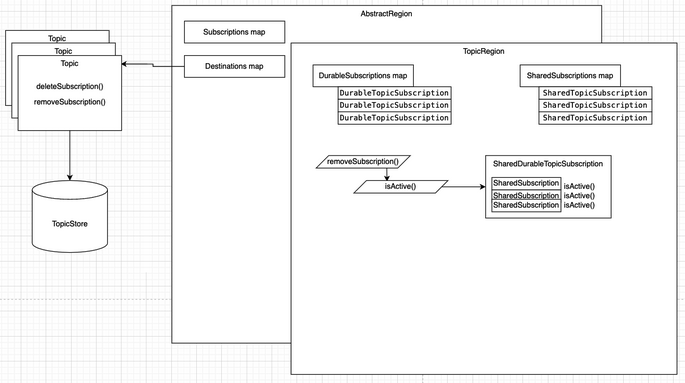 AbstractRegion
Subscriptions map
Topic
Topic
Topic
deleteSubscription()
removeSubscription()
Destinations map
TopicRegion
DurableSubscriptions map
DurableTopicSubscription
DurableTopicSubscription
DurableTopicSubscription
SharedSubscriptions map
SharedTopicSubscription
SharedTopicSubscription
SharedTopicSubscription
removeSubscription()
isActive()
SharedDurableTopicSubscription
SharedSubscription isActive()
SharedSubscription isActive()
SharedSubscription isActive()
TopicStore